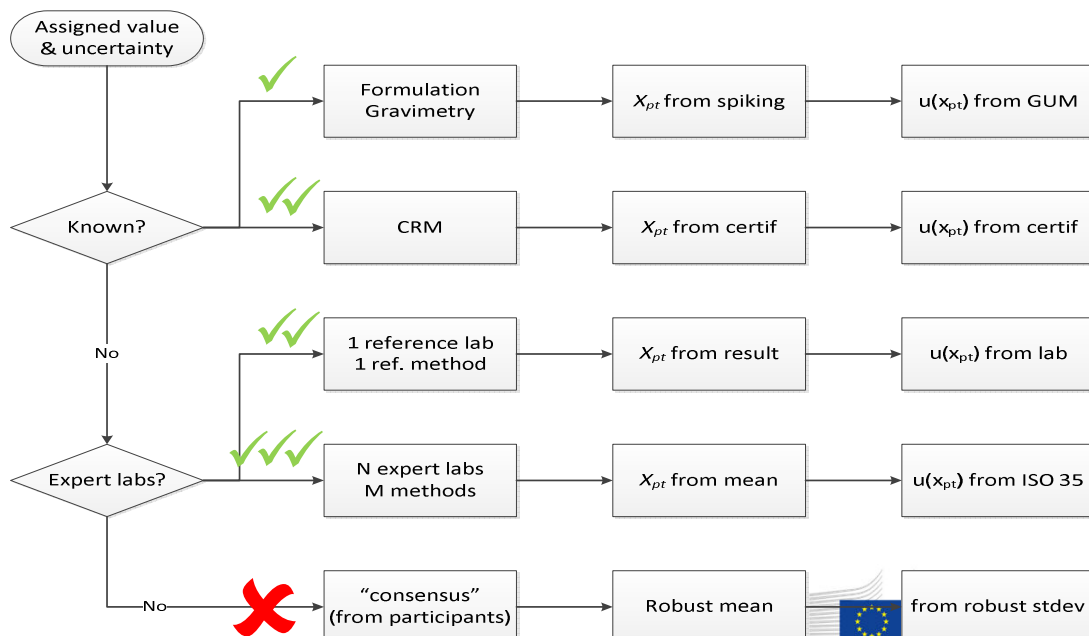 Assigned value
& uncertainty
Formulation
Gravimetry
Xpt from spiking
u(xpt) from GUM
Known?
CRM
Xpt from certif
u(xpt) from certif
No
1 reference lab
1 ref. method
Xpt from result
u(xpt) from lab
Expert labs?
N expert labs
M methods
Xpt from mean
u(xpt) from ISO 35
No
“consensus”
(from participants)
Robust mean
from robust stdev